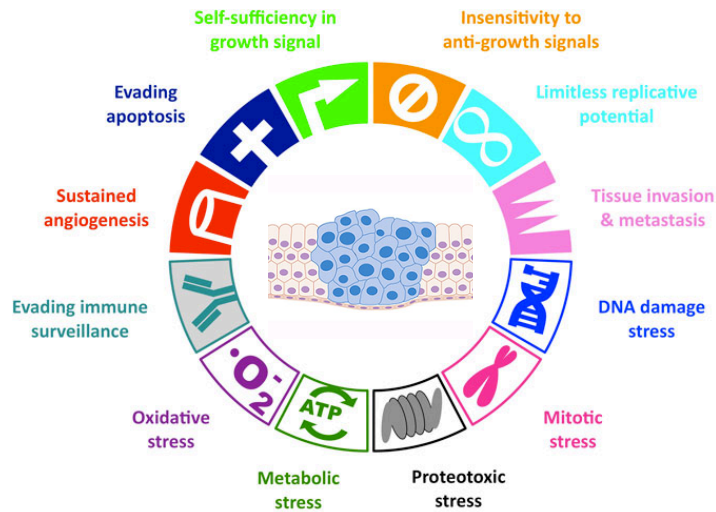 Self-sufficiency in
growth signal
Insensitivity to
anti-growth signals
Evading
apoptosis
Limitless replicative
potential
Sustained
angiogenesis
Tissue invasion
& metastasis
Evading immune
surveillance
DNA damage
stress
•O2-
Oxidative
stress
ATP
Mitotic
stress
Metabolic
stress
Proteotoxic
stress